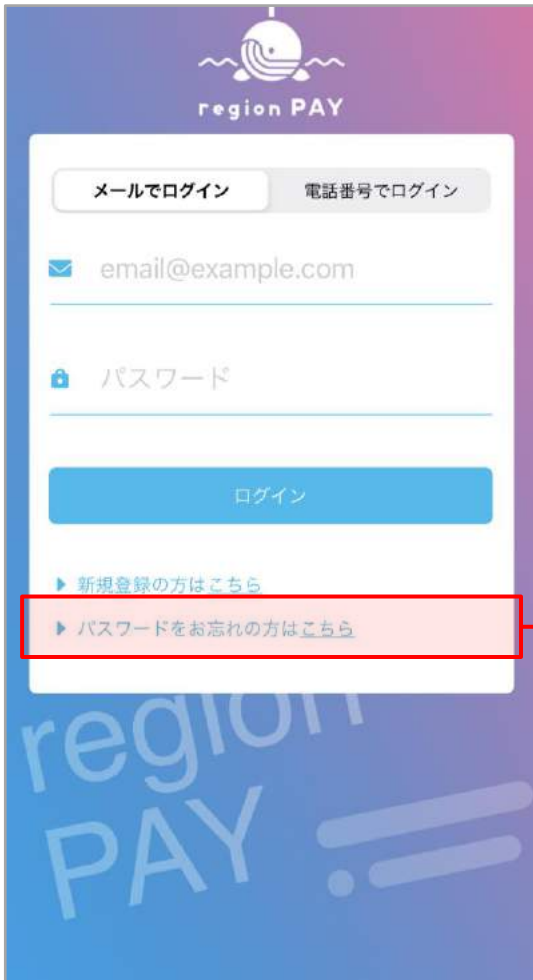 region PAY
メールでログイン
電話番号でログイン
email@example.com
パスワード
ログイン
新規登録の方はこちら
パスワードをお忘れの方はこちら
region
PAY